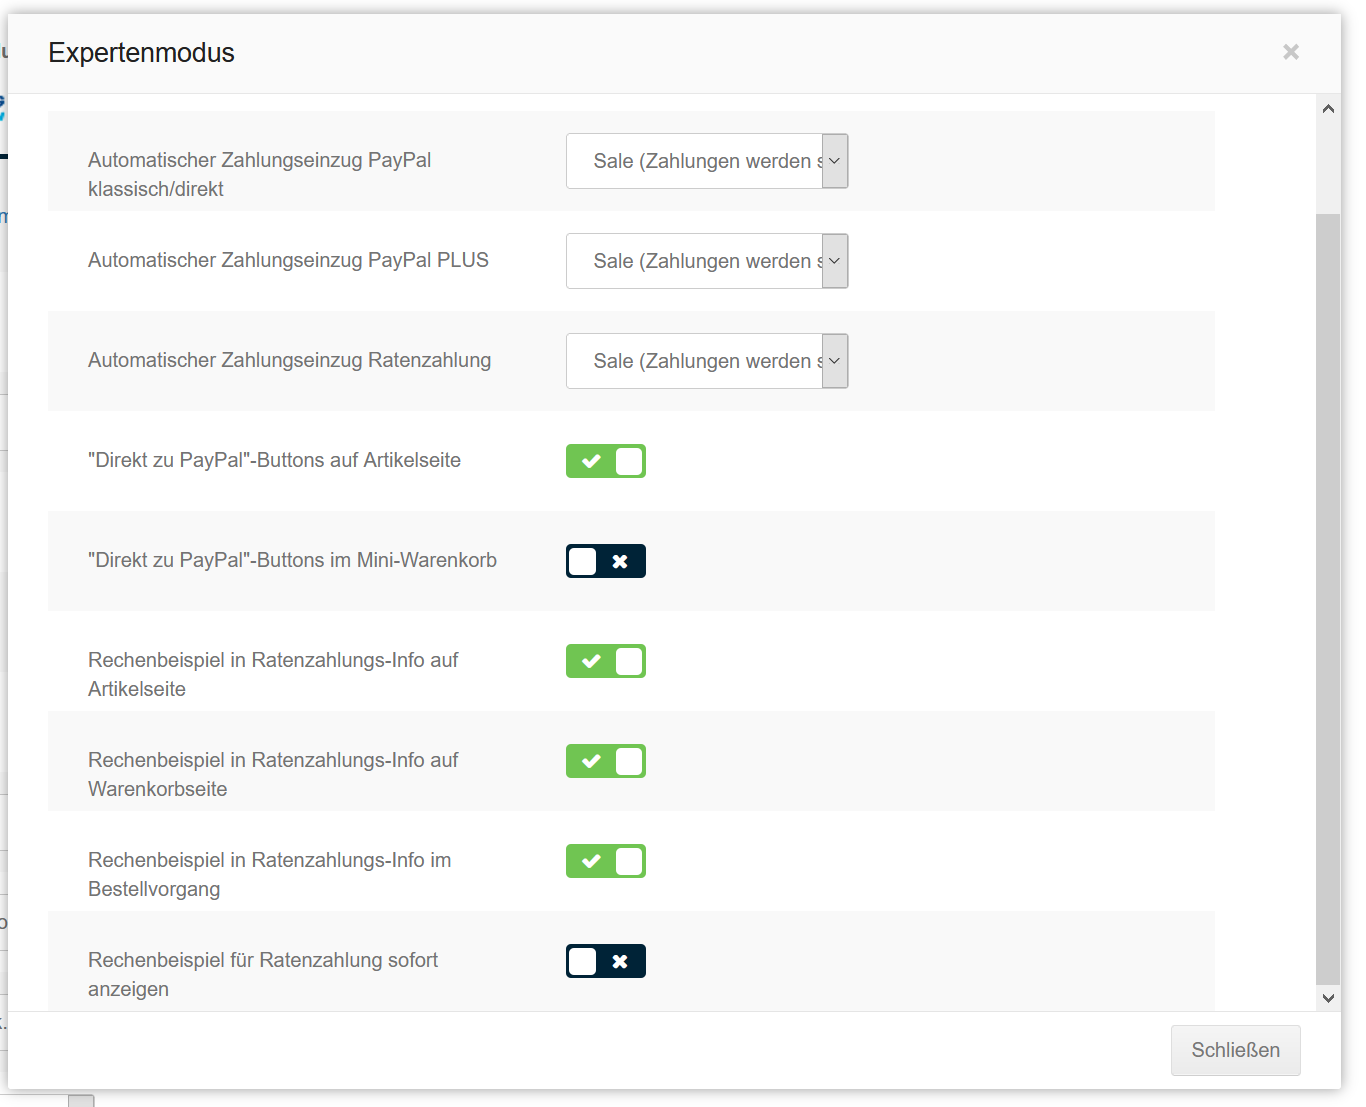 Expertenmodus
Automatischer Zahlungseinzug PayPal
klassisch/direkt
Sale (Zahlungen werden s
Automatischer Zahlungseinzug PayPal PLUS
Sale (Zahlungen werden s
Automatischer Zahlungseinzug Ratenzahlung
Sale (Zahlungen werden s
"Direkt zu PayPal"-Buttons auf Artikelseite
"Direkt zu PayPal"-Buttons im Mini-Warenkorb
Rechenbeispiel in Ratenzahlungs-Info auf
Artikelseite
Rechenbeispiel in Ratenzahlungs-Info auf
Warenkorbseite
Rechenbeispiel in Ratenzahlungs-Info im
Bestellvorgang
Rechenbeispiel für Ratenzahlung sofort
anzeigen
Schließen